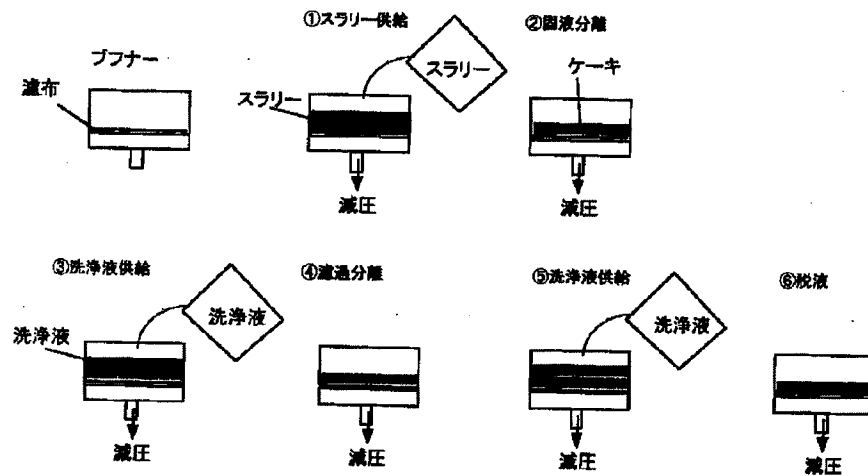 ①スラリー供給
②固液分離
ブフナー
濾布
スラリー
スラリー
ケーキ
減圧
減圧
③洗浄液供給
④濾過分離
⑤洗浄液供給
⑥脱液
洗浄液
洗浄液
洗浄液
減圧
減圧
減圧
減圧